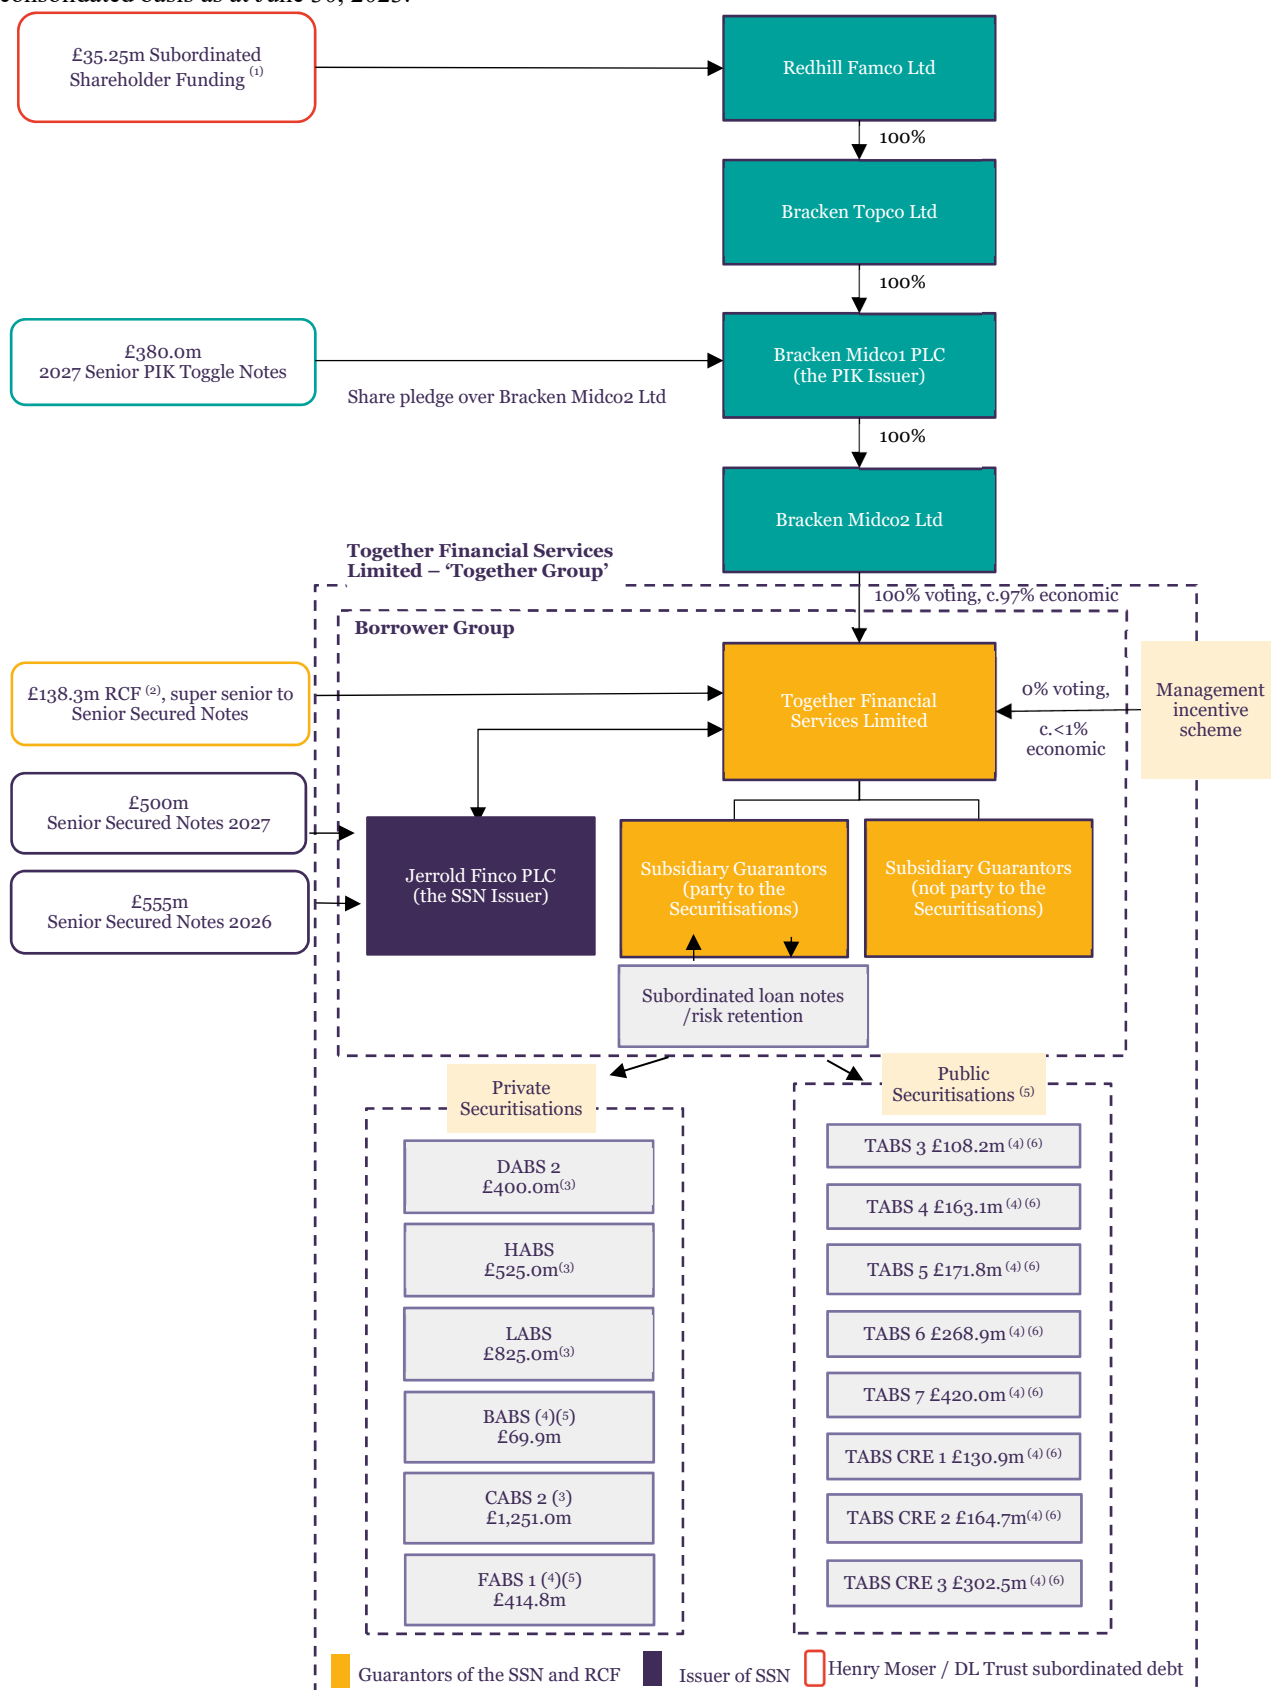 consolidated basis as at June 30, 2023.
£35.25m Subordinated
Shareholder Funding (1)
Redhill Famco Ltd
100%
Bracken Topco Ltd
100%
£380.0m
2027 Senior PIK Toggle Notes
Share pledge over Bracken Midco2 Ltd
Bracken Midco1 PLC
(the PIK Issuer)
100%
Bracken Midco2 Ltd
Together Financial Services
Limited – ‘Together Group’
100% voting, c.97% economic
Borrower Group
£138.3m RCF (2), super senior to
Senior Secured Notes
Together Financial
Services Limited
0% voting,
c.<1%
economic
Management
incentive
scheme
£500m
Senior Secured Notes 2027
£555m
Senior Secured Notes 2026
Jerrold Finco PLC
(the SSN Issuer)
Subsidiary Guarantors
(party to the
Securitisations)
Subsidiary Guarantors
(not party to the
Securitisations)
Subordinated loan notes
/risk retention
Private
Securitisations
DABS 2
£400.0m(3)
HABS
£525.0m(3)
LABS
£825.0m(3)
BABS (4)(5)
£69.9m
CABS 2 (3)
£1,251.0m
FABS 1 (4)(5)
£414.8m
Public
Securitisations (5)
TABS 3 £108.2m (4) (6)
TABS 4 £163.1m (4) (6)
TABS 5 £171.8m (4) (6)
TABS 6 £268.9m (4) (6)
TABS 7 £420.0m (4) (6)
TABS CRE 1 £130.9m (4) (6)
TABS CRE 2 £164.7m(4) (6)
TABS CRE 3 £302.5m (4) (6)
Guarantors of the SSN and RCF
Issuer of SSN
Henry Moser / DL Trust subordinated debt